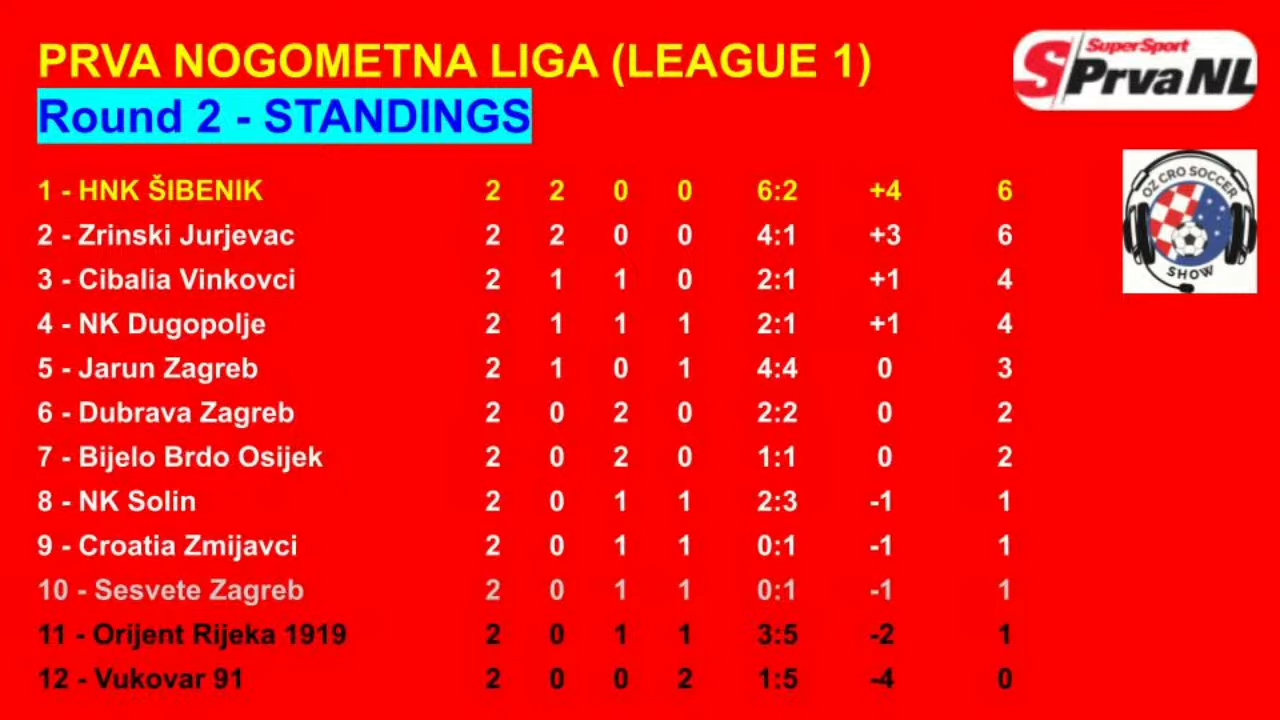 PRVA NOGOMETNA LIGA (LEAGUE 1)
Round 2 - STANDINGS
SuperSport
S Prva NL
OZ CRO SOCCER
SHOW
1 - HNK ŠIBENIK 2 2 0 0 6:2 +4 6
2 - Zrinski Jurjevac 2 2 0 0 4:1 +3 6
3 - Cibalia Vinkovci 2 1 1 0 2:1 +1 4
4 - NK Dugopolje 2 1 1 1 2:1 +1 4
5 - Jarun Zagreb 2 1 0 1 4:4 0 3
6 - Dubrava Zagreb 2 0 2 0 2:2 0 2
7 - Bijelo Brdo Osijek 2 0 2 0 1:1 0 2
8 - NK Solin 2 0 1 1 2:3 -1 1
9 - Croatia Zmijavci 2 0 1 1 0:1 -1 1
10 - Sesvete Zagreb 2 0 1 1 0:1 -1 1
11 - Orijent Rijeka 1919 2 0 1 1 3:5 -2 1
12 - Vukovar 91 2 0 0 2 1:5 -4 0